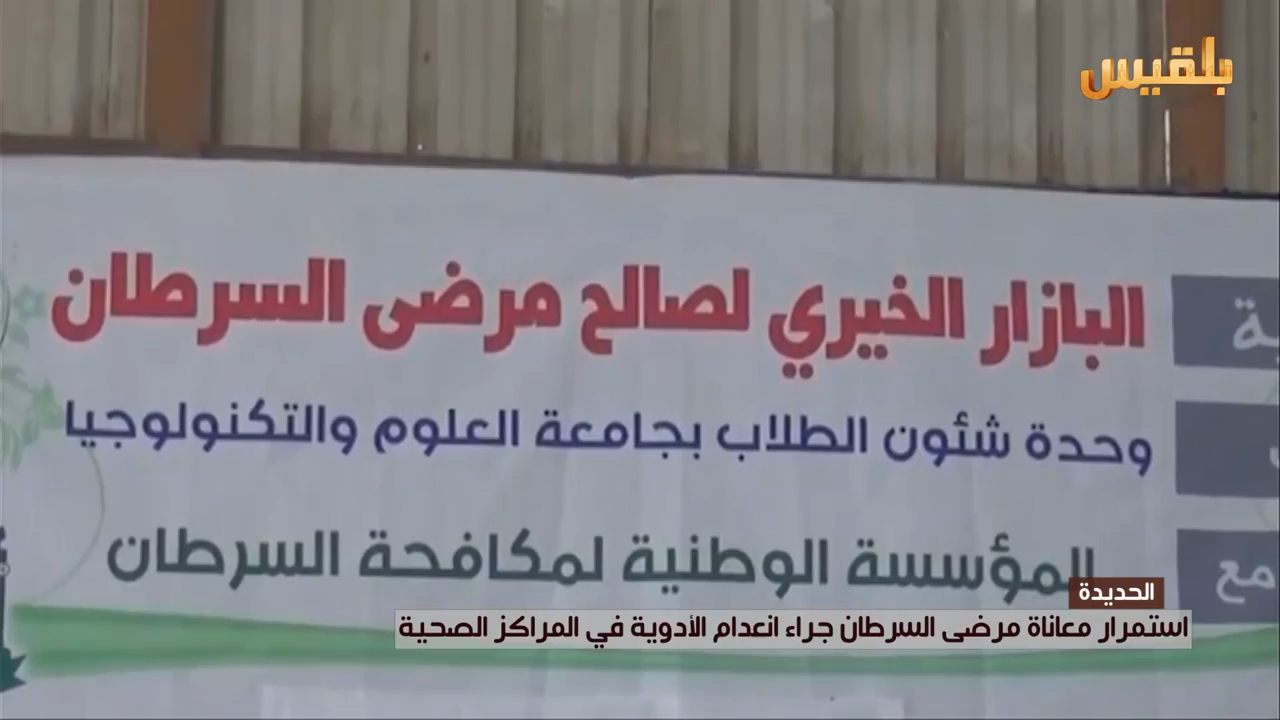 بلقيس
البازار الخيري لصالح مرضى السرطان
وحدة شئون الطلاب بجامعة العلوم والتكنولوجيا
المؤسسة الوطنية لمكافحة السرطان
مع
الحديدة
استمرار معاناة مرضى السرطان جراء انعدام الأدوية في المراكز الصحية